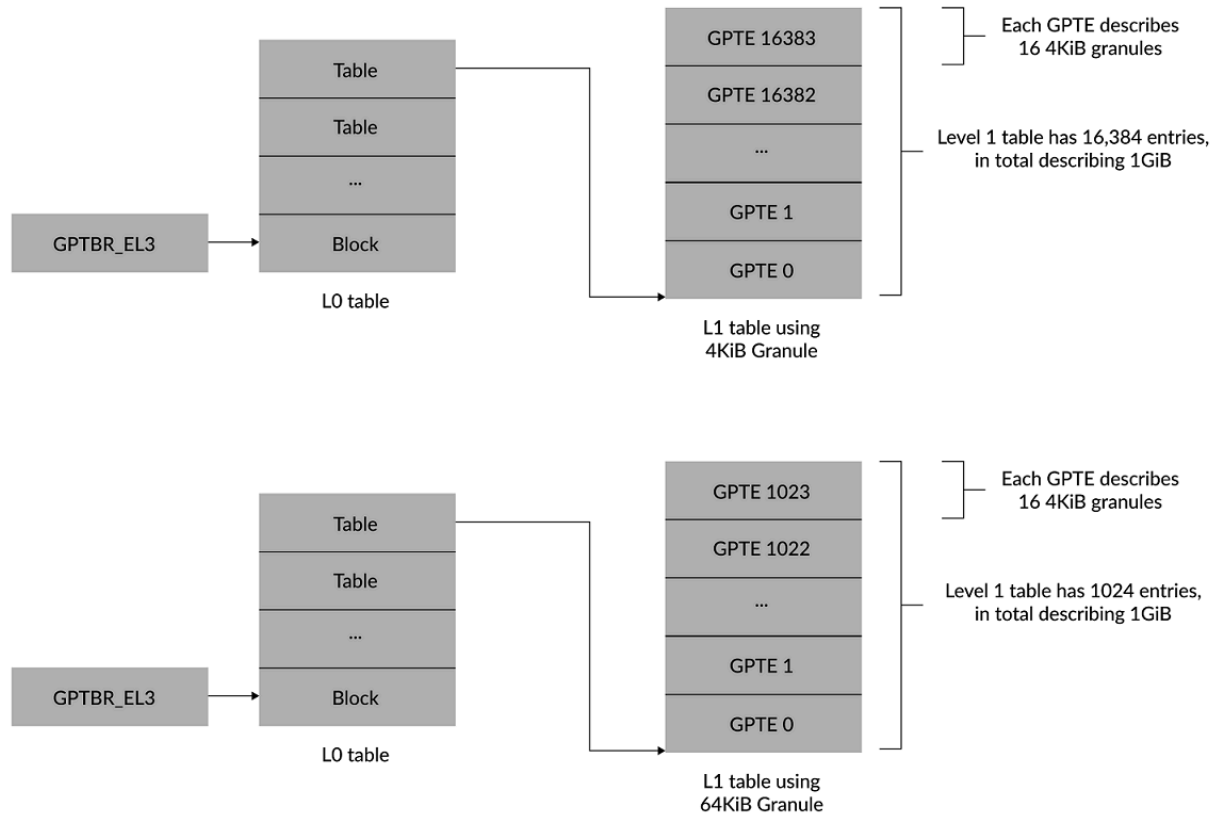 GPTE 16383
Each GPTE describes
16 4KiB granules
Table
GPTE 16382
Table
...
Level 1 table has 16,384 entries,
in total describing 1GiB
...
GPTE 1
GPTBR_EL3
Block
GPTE 0
L0 table
L1 table using
4KiB Granule
GPTE 1023
Each GPTE describes
16 4KiB granules
Table
GPTE 1022
Table
...
Level 1 table has 1024 entries,
in total describing 1GiB
...
GPTE 1
GPTBR_EL3
Block
GPTE 0
L0 table
L1 table using
64KiB Granule